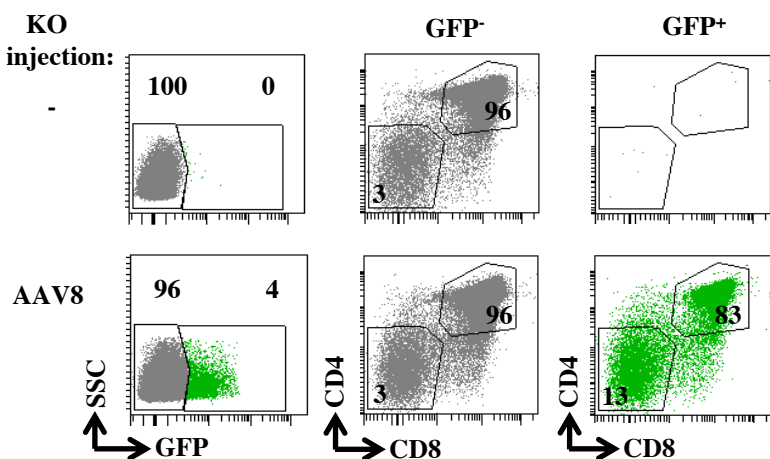 KO
injection:
GFP-
GFP+
-
100 0
96
3
AAV8
96 4
96
3
83
13
SSC
GFP
CD4
CD8
CD4
CD8